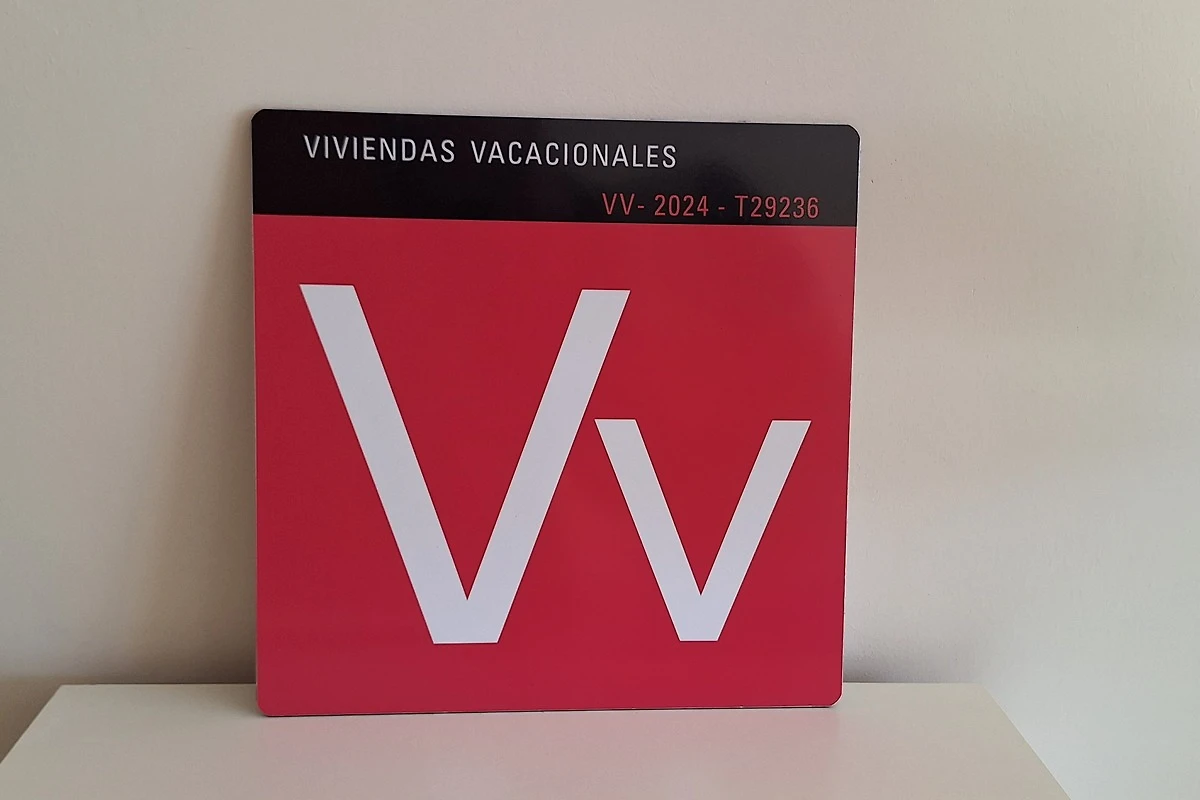 VIVIENDAS VACACIONALES
VV- 2024 - T29236
Vv